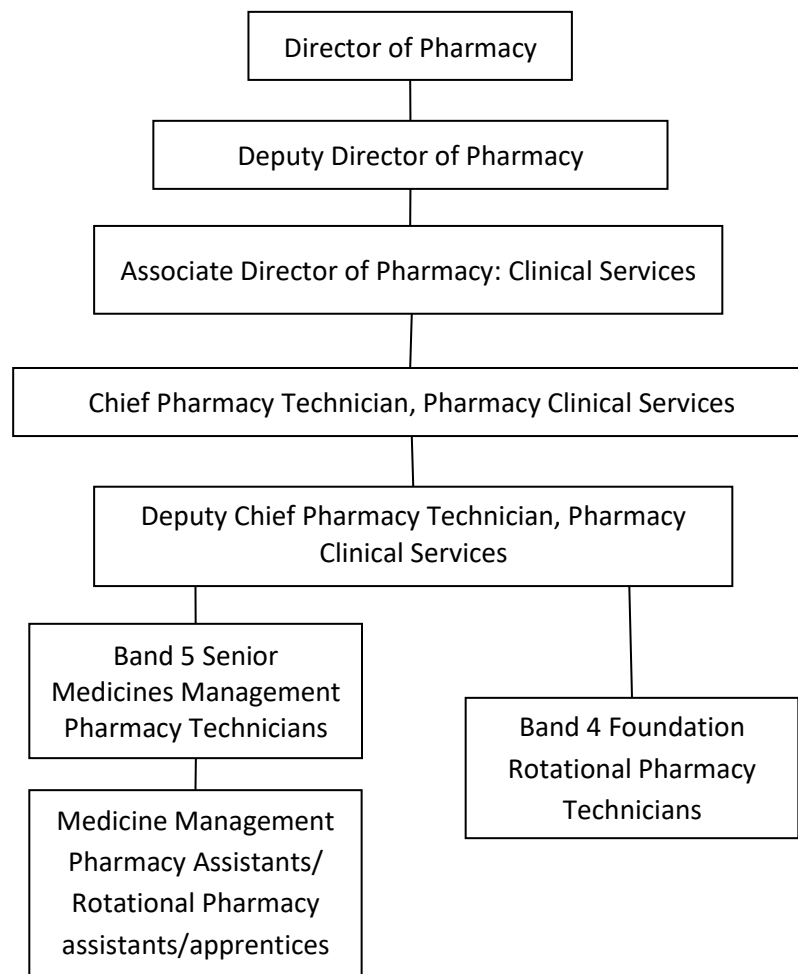 Director of Pharmacy
Deputy Director of Pharmacy
Associate Director of Pharmacy: Clinical Services
Chief Pharmacy Technician, Pharmacy Clinical Services
Deputy Chief Pharmacy Technician, Pharmacy
Clinical Services
Band 5 Senior
Medicines Management
Pharmacy Technicians
Band 4 Foundation
Rotational Pharmacy
Technicians
Medicine Management
Pharmacy Assistants/
Rotational Pharmacy
assistants/apprentices